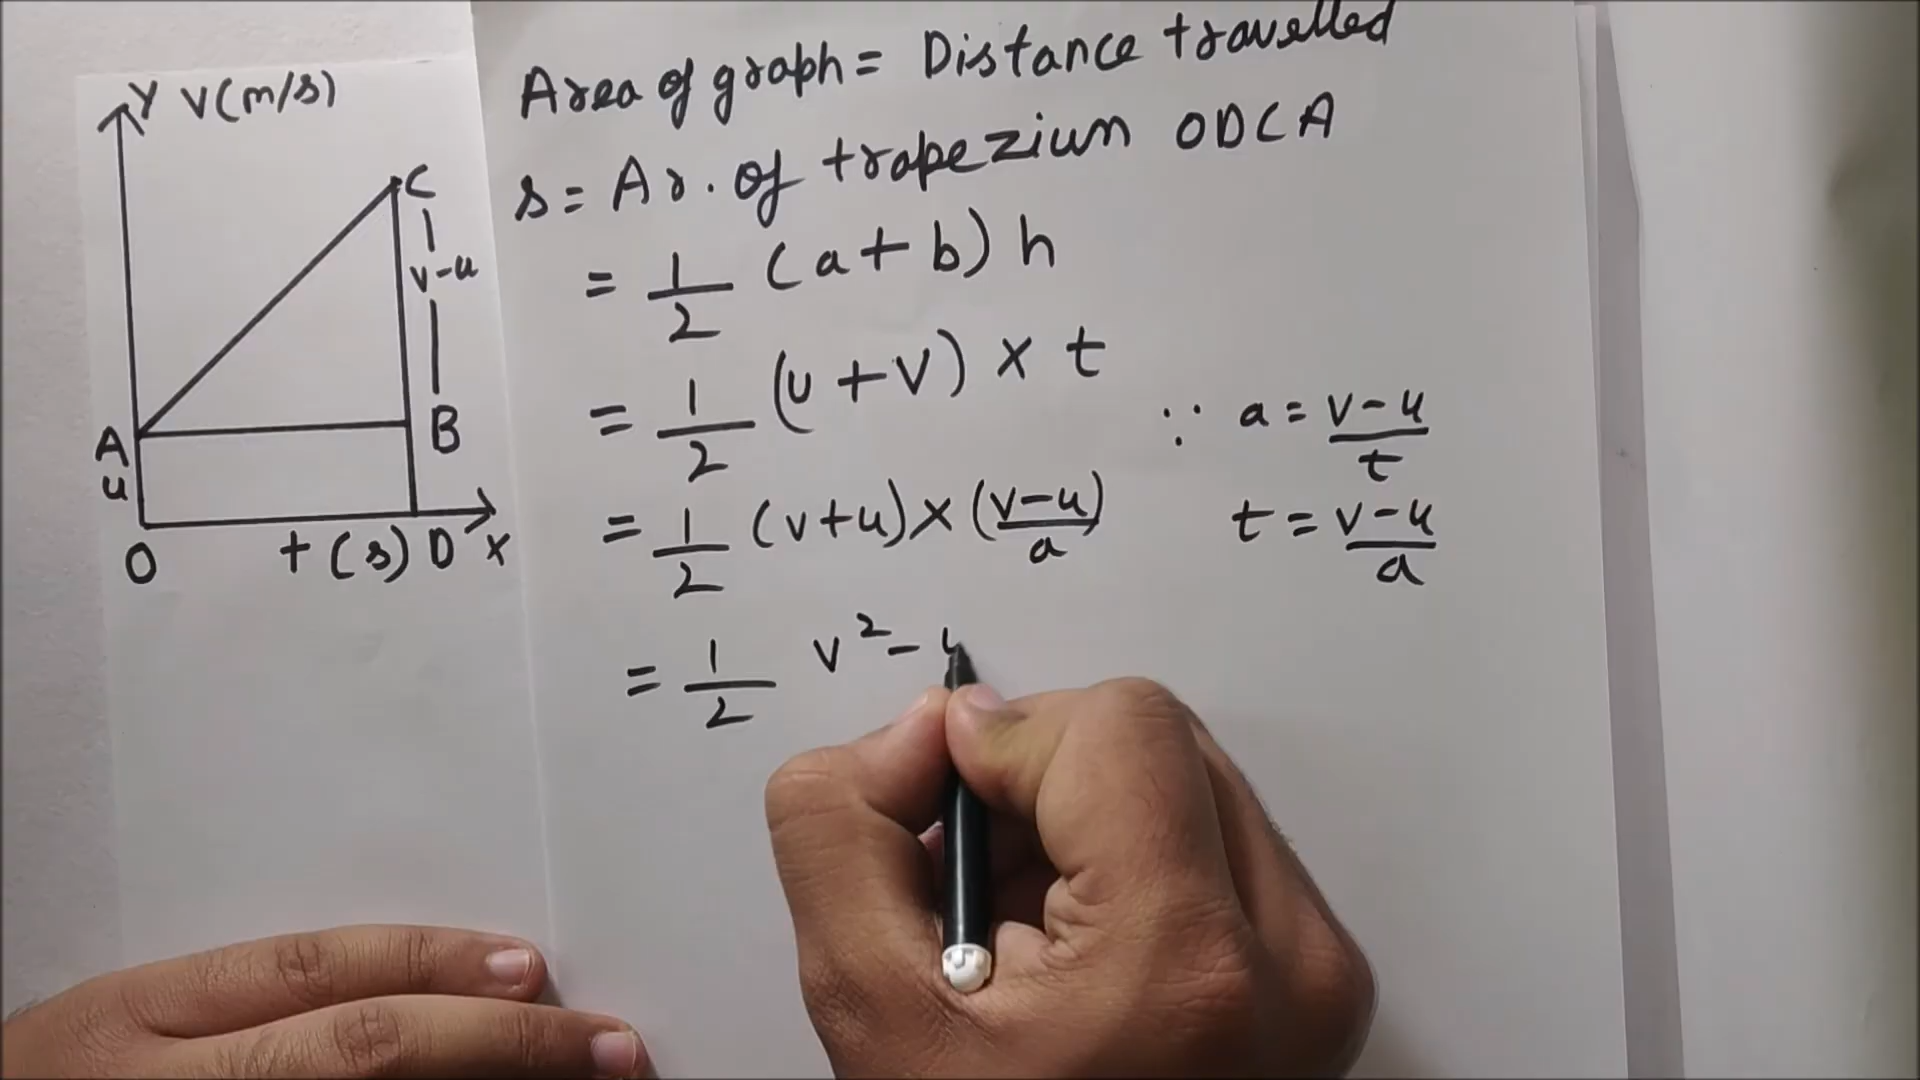 Y V(m/s)
C
v-u
A
B
u
O
t(s) D x
Area of graph = Distance travelled
s = Ar. of trapezium ODCA
= 1/2 (a+b) h
= 1/2 (u+v) × t
∵ a = v-u/t
= 1/2 (v+u) × (v-u/a)
t = v-u/a
= 1/2 v² - u